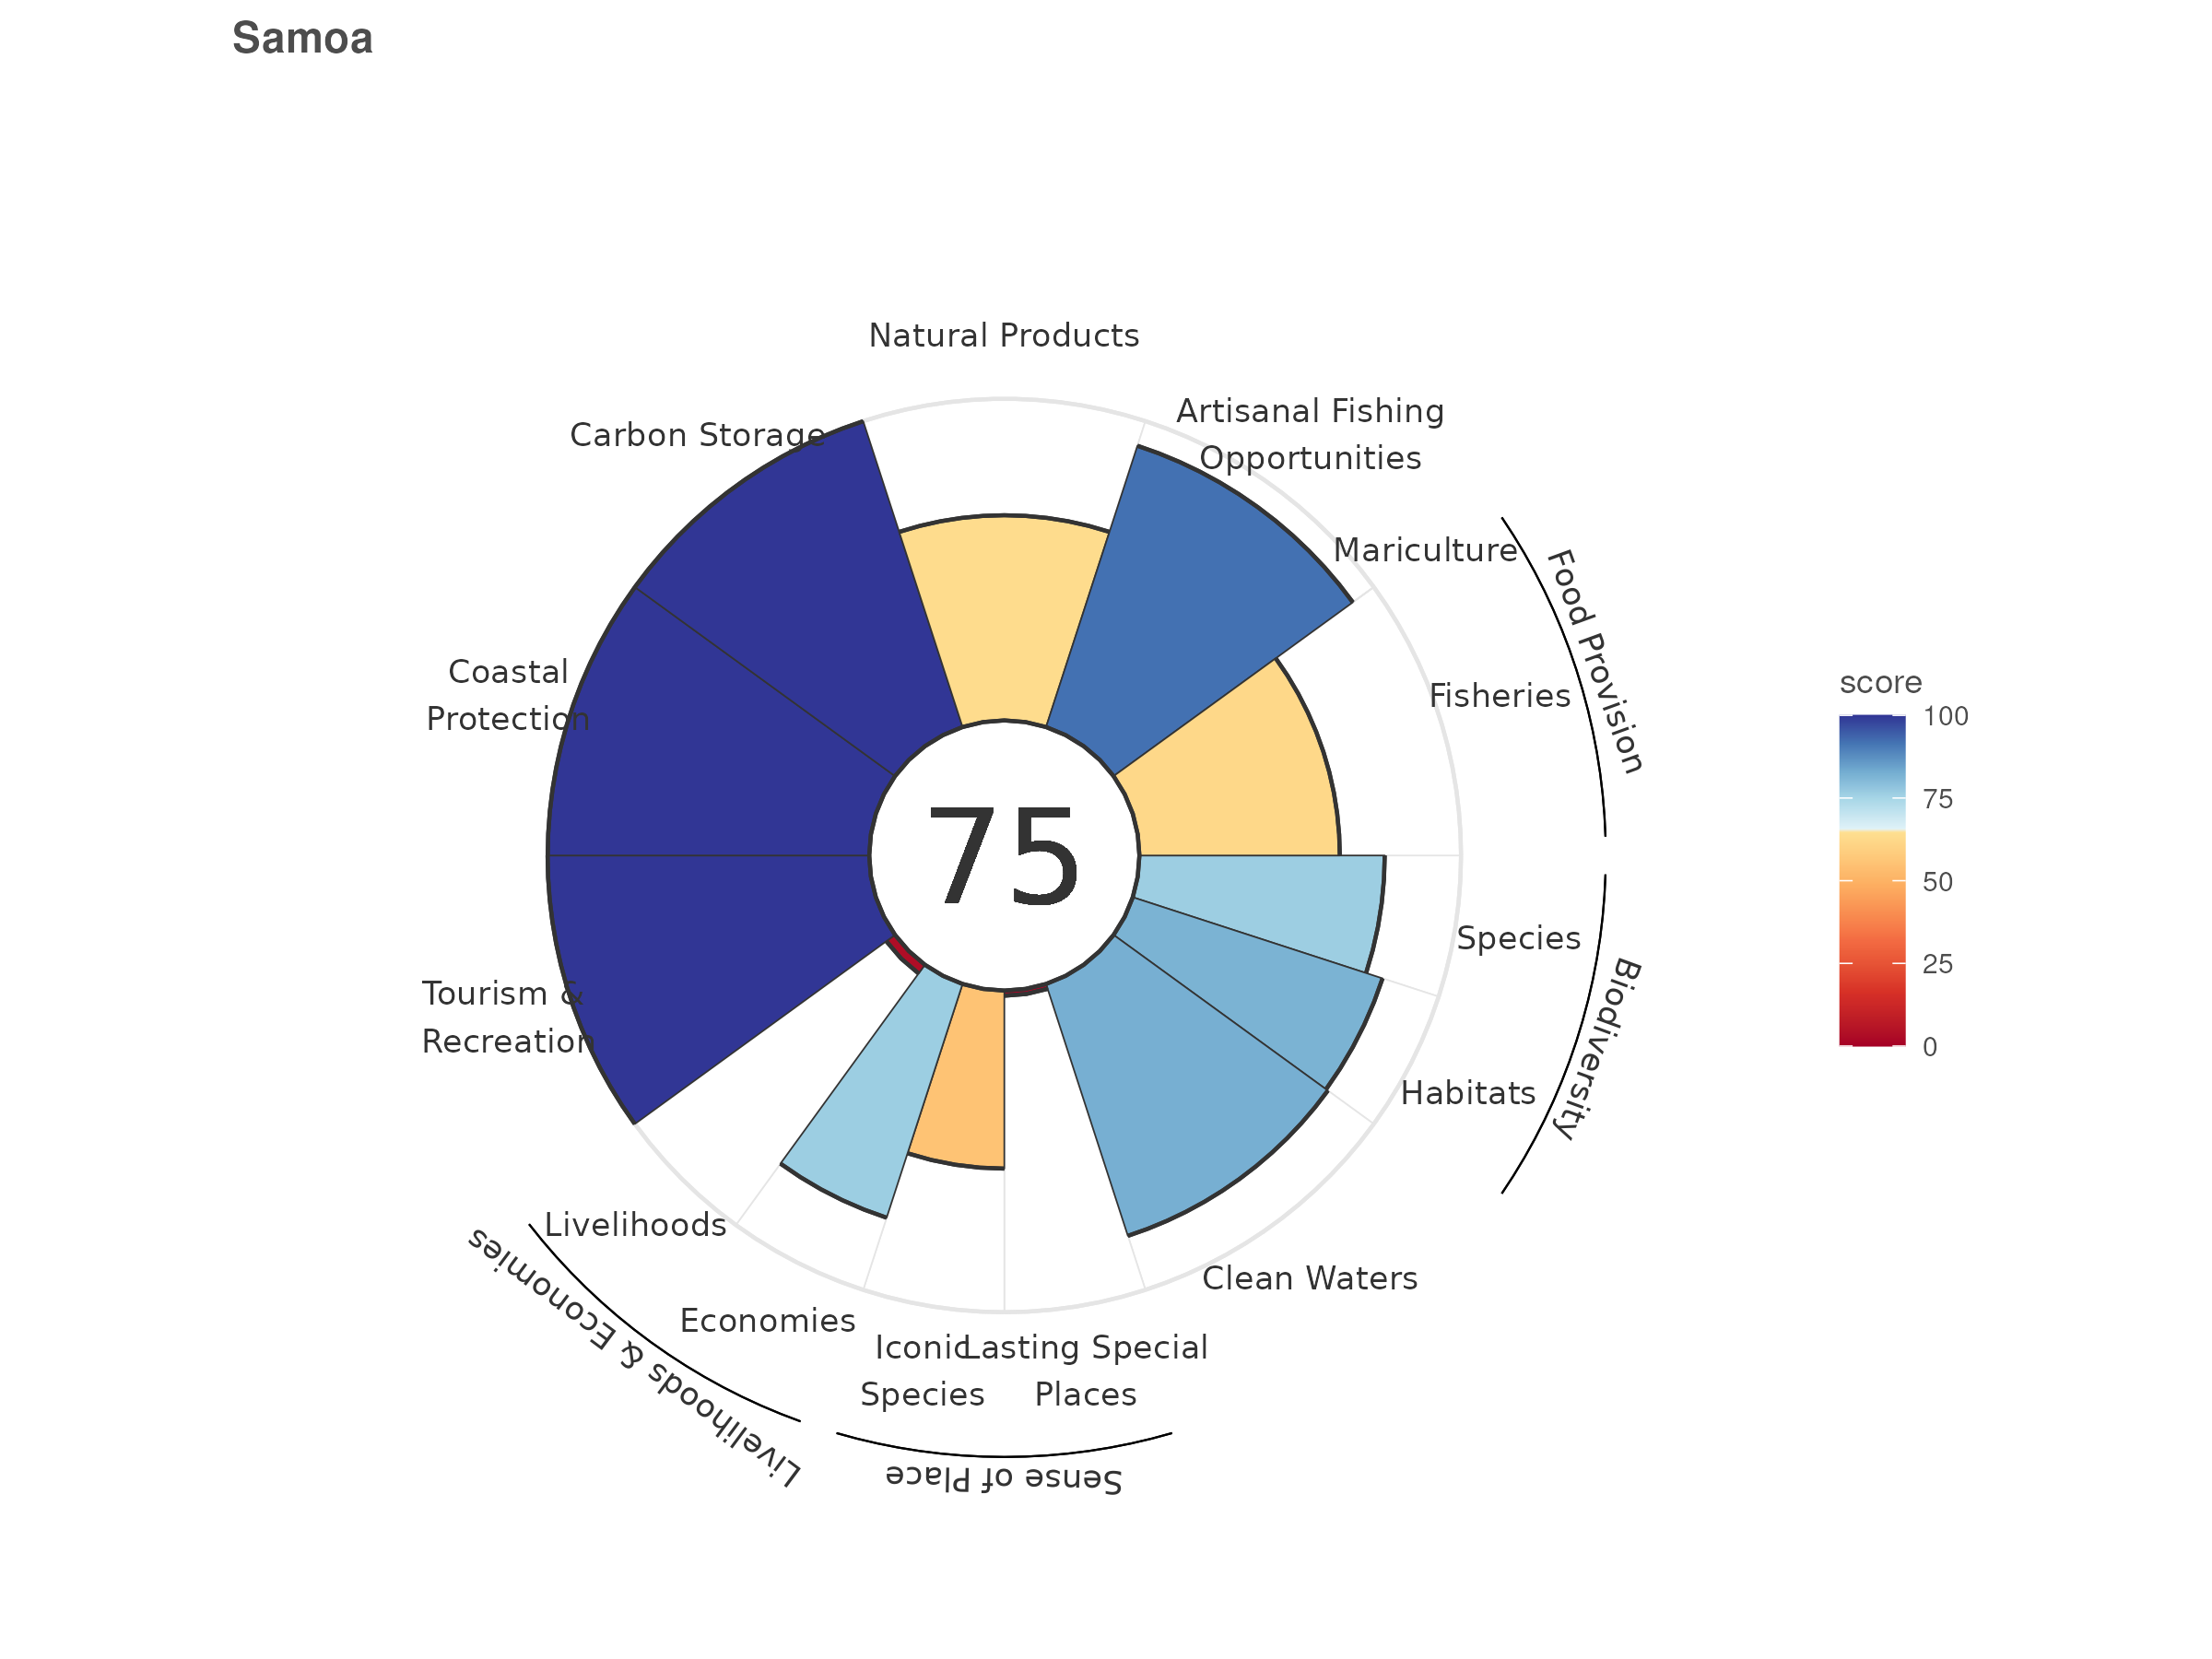 Samoa
Natural Products
Artisanal Fishing
Opportunities
Carbon Storage
Mariculture
Food Provision
Fisheries
Coastal
Protection
score
100
75
50
25
0
75
Species
Biodiversity
Habitats
Tourism &
Recreation
Livelihoods
Livelihoods & Economies
Clean Waters
Economies
Iconic
Species
Lasting Special
Places
Sense of Place